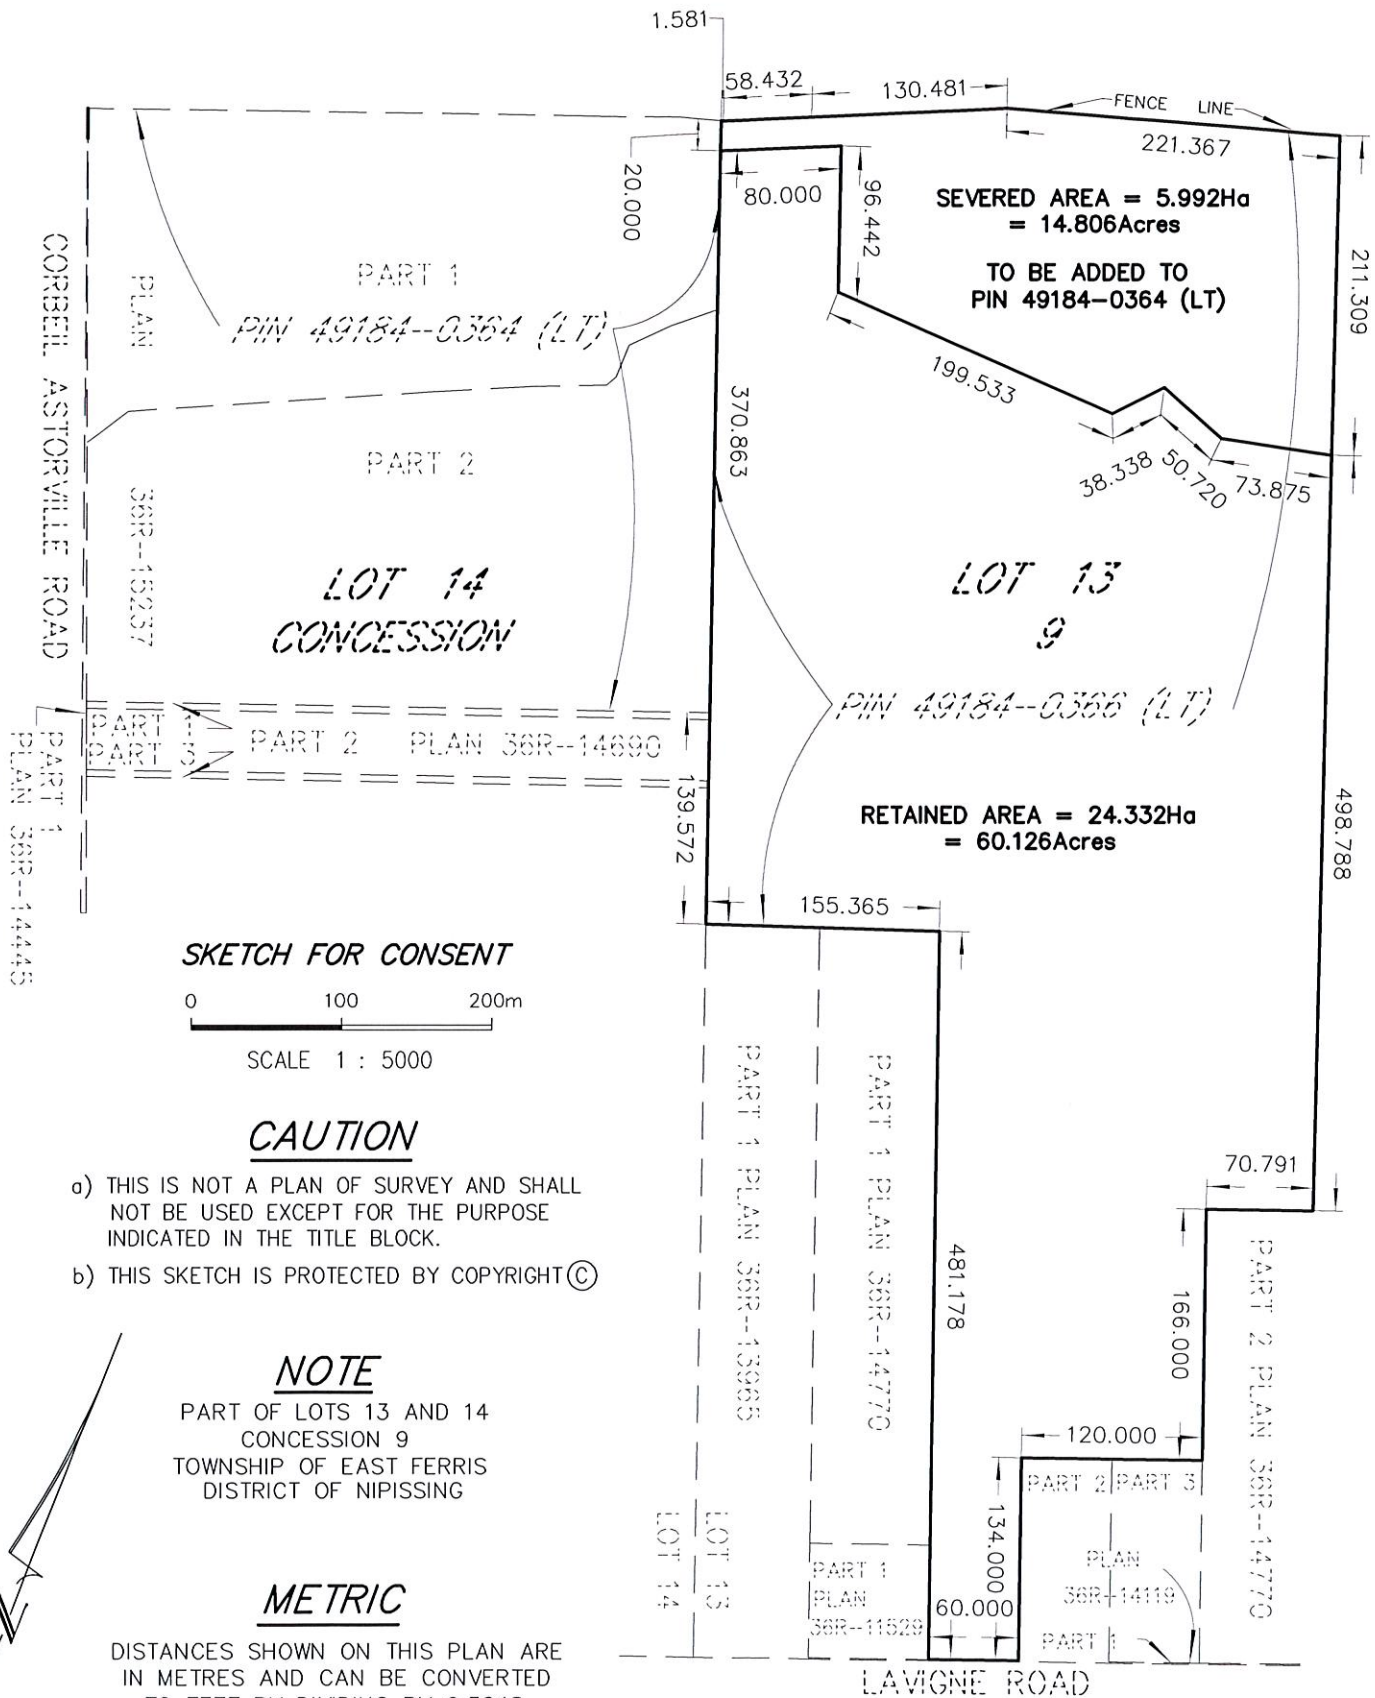 1.581
58.432
130.481
FENCE LINE
221.367
20.000
80.000
96.442
SEVERED AREA = 5.992Ha
= 14.806Acres
TO BE ADDED TO
PIN 49184-0364 (LT)
211.309
PART 1
PIN 49184--0364 (LT)
PLAN
36R--15237
CORBEIL ASTORVILLE ROAD
370.863
199.533
38.338
50.720
73.875
PART 2
LOT 14
CONCESSION
LOT 13
9
PIN 49184--0366 (LT)
PART 1
PART 3
PART 2 PLAN 36R--14690
PART 1
PLAN 36R--14445
139.572
RETAINED AREA = 24.332Ha
= 60.126Acres
498.788
155.365
SKETCH FOR CONSENT
0 100 200m
SCALE 1 : 5000
CAUTION
a) THIS IS NOT A PLAN OF SURVEY AND SHALL
NOT BE USED EXCEPT FOR THE PURPOSE
INDICATED IN THE TITLE BLOCK.
b) THIS SKETCH IS PROTECTED BY COPYRIGHT ©
PART 1 PLAN 36R--13965
PART 1 PLAN 36R--14770
481.178
70.791
166.000
PART 2 PLAN 36R--14770
120.000
PART 2
PART 3
134.000
PLAN
36R--14119
PART 1
60.000
PART 1
PLAN
36R--11529
LOT 14
LOT 13
LAVIGNE ROAD
NOTE
PART OF LOTS 13 AND 14
CONCESSION 9
TOWNSHIP OF EAST FERRIS
DISTRICT OF NIPISSING
METRIC
DISTANCES SHOWN ON THIS PLAN ARE
IN METRES AND CAN BE CONVERTED
TO FEET BY DIVIDING BY 0.3048